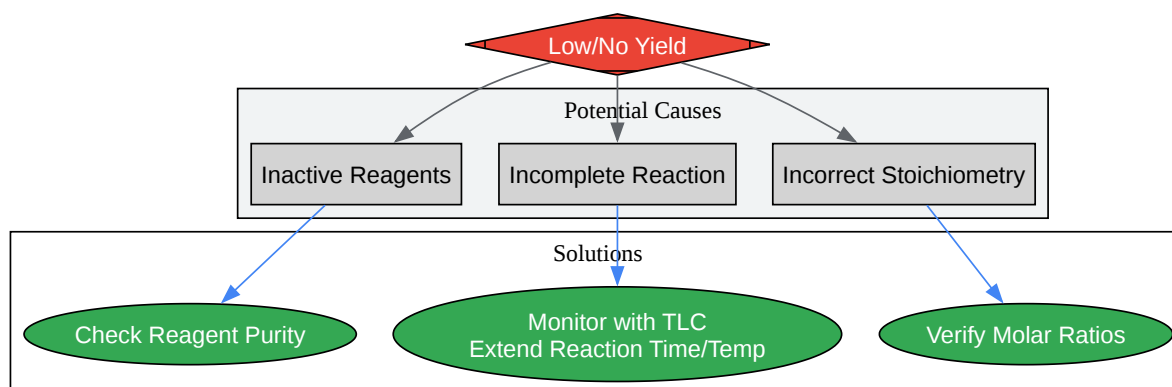 Low/No Yield
Potential Causes
Inactive Reagents
Incomplete Reaction
Incorrect Stoichiometry
Solutions
Check Reagent Purity
Monitor with TLC
Extend Reaction Time/Temp
Verify Molar Ratios